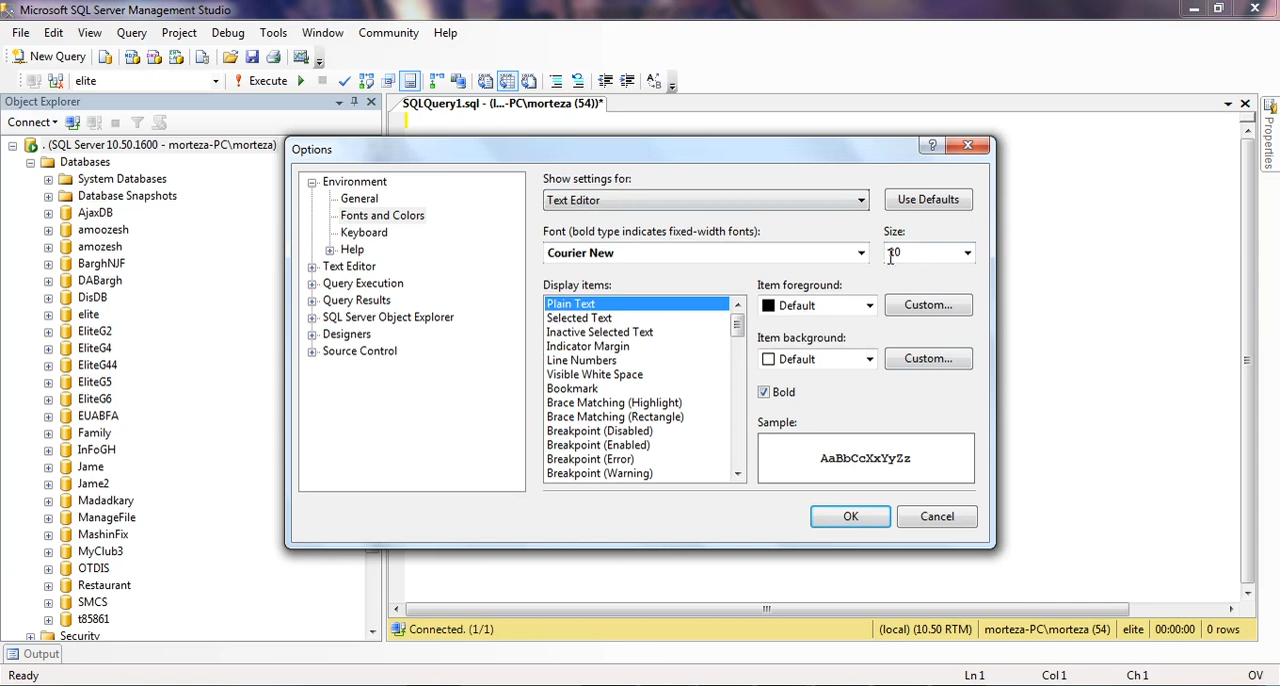 Microsoft SQL Server Management Studio
File Edit View Query Project Debug Tools Window Community Help
New Query
elite Execute
Object Explorer
SQLQuery1.sql - (l...-PC\morteza (54))*
Connect
Properties
. (SQL Server 10.50.1600 - morteza-PC\morteza)
Databases
System Databases
Database Snapshots
AjaxDB
amoozesh
amozesh
BarghNJF
DABargh
DisDB
elite
EliteG2
EliteG4
EliteG44
EliteG5
EliteG6
EUABFA
Family
InFoGH
Jame
Jame2
Madadkary
ManageFile
MashinFix
MyClub3
OTDIS
Restaurant
SMCS
t85861
Security
Options
Environment
General
Fonts and Colors
Keyboard
Help
Text Editor
Query Execution
Query Results
SQL Server Object Explorer
Designers
Source Control
Show settings for:
Text Editor
Use Defaults
Font (bold type indicates fixed-width fonts):
Size:
Courier New
Display items:
Plain Text
Selected Text
Inactive Selected Text
Indicator Margin
Line Numbers
Visible White Space
Bookmark
Brace Matching (Highlight)
Brace Matching (Rectangle)
Breakpoint (Disabled)
Breakpoint (Enabled)
Breakpoint (Error)
Breakpoint (Warning)
Item foreground:
Default
Custom...
Item background:
Default
Custom...
Bold
Sample:
AaBbCcXxYyZz
OK
Cancel
Connected. (1/1)
(local) (10.50 RTM) morteza-PC\morteza (54) elite 00:00:00 0 rows
Output
Ready Ln 1 Col 1 Ch 1 OV